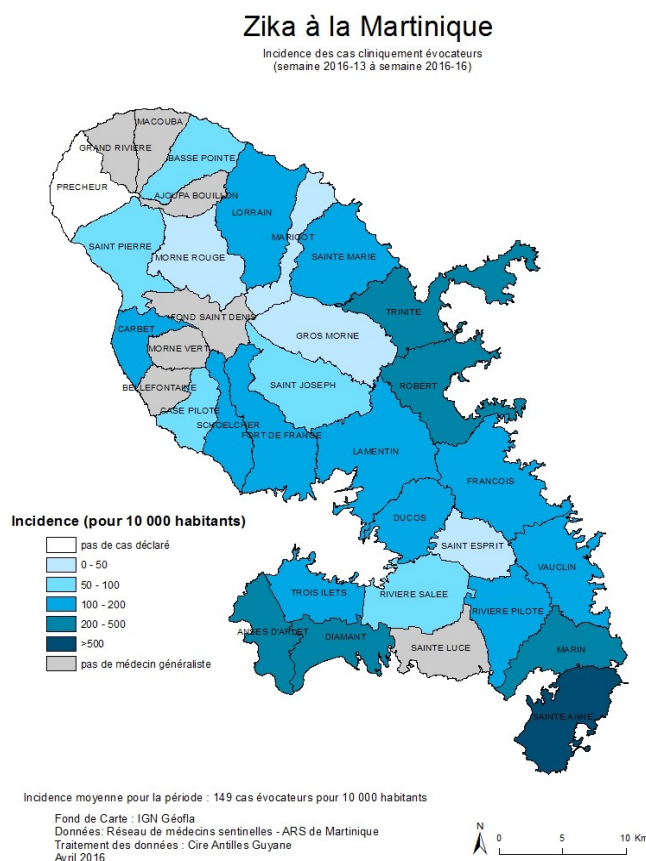 Zika à la Martinique
Incidence des cas cliniquement évocateurs
(semaine 2016-13 à semaine 2016-16)
MACOUBA
GRAND RIVIERE
BASSE POINTE
PRECHEUR
AJOUPA BOUILLON
LORRAIN
MARIGOT
SAINT PIERRE
MORNE ROUGE
SAINTE MARIE
FOND SAINT DENIS
TRINITE
CARBET
GROS MORNE
MORNE VERT
BELLEFONTAINE
SAINT JOSEPH
ROBERT
CASE PILOTE
SCHOELCHER
FORT DE FRANCE
LAMENTIN
FRANCOIS
DUCOS
SAINT ESPRIT
VAUCLIN
TROIS ILETS
RIVIERE SALEE
RIVIERE PILOTE
ANSES D'ARLET
DIAMANT
SAINTE LUCE
MARIN
SAINTE ANNE
Incidence (pour 10 000 habitants)
pas de cas déclaré
0 - 50
50 - 100
100 - 200
200 - 500
>500
pas de médecin généraliste
Incidence moyenne pour la période : 149 cas évocateurs pour 10 000 habitants
Fond de Carte : IGN Géofla
Données: Réseau de médecins sentinelles - ARS de Martinique
Traitement des données : Cire Antilles Guyane
Avril 2016
N
0 5 10 Km